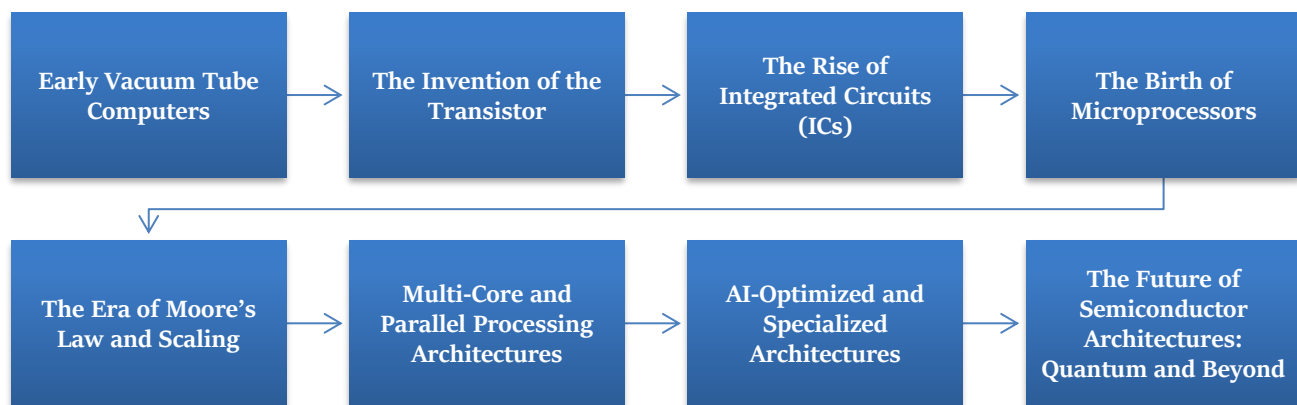 Early Vacuum Tube
Computers
The Invention of the
Transistor
The Rise of
Integrated Circuits
(ICs)
The Birth of
Microprocessors
The Era of Moore’s
Law and Scaling
Multi-Core and
Parallel Processing
Architectures
AI-Optimized and
Specialized
Architectures
The Future of
Semiconductor
Architectures:
Quantum and Beyond